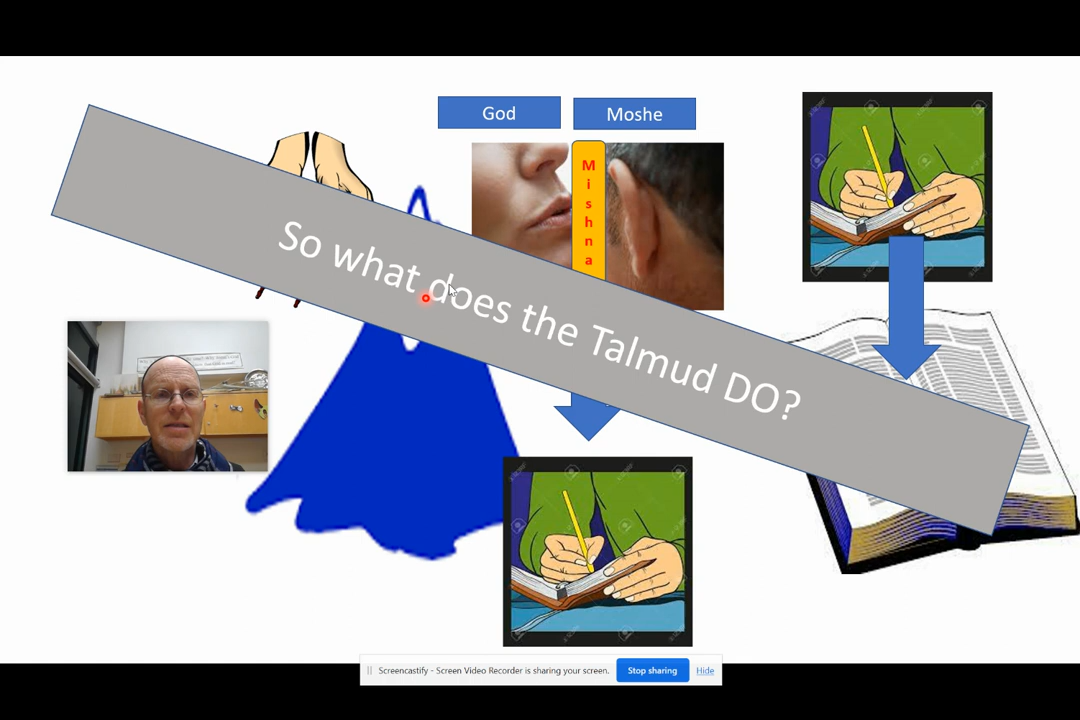 God
Moshe
Mishna
So what does the Talmud DO?
Screencastify - Screen Video Recorder is sharing your screen.
Stop sharing
Hide